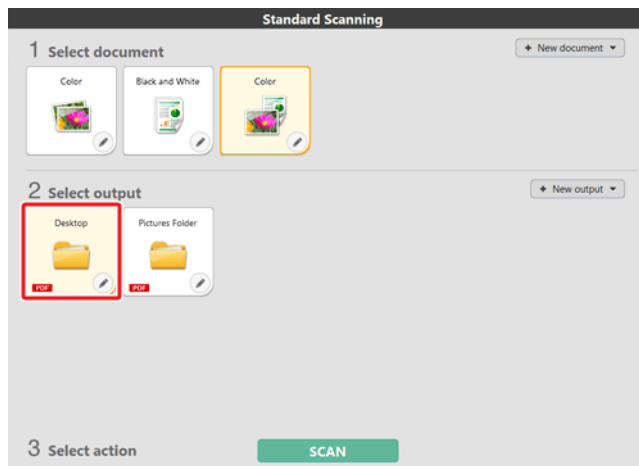 Standard Scanning
1 Select document
+ New document
Color
Black and White
Color
2 Select output
+ New output
Desktop
Pictures Folder
PDF
PDF
3 Select action
SCAN